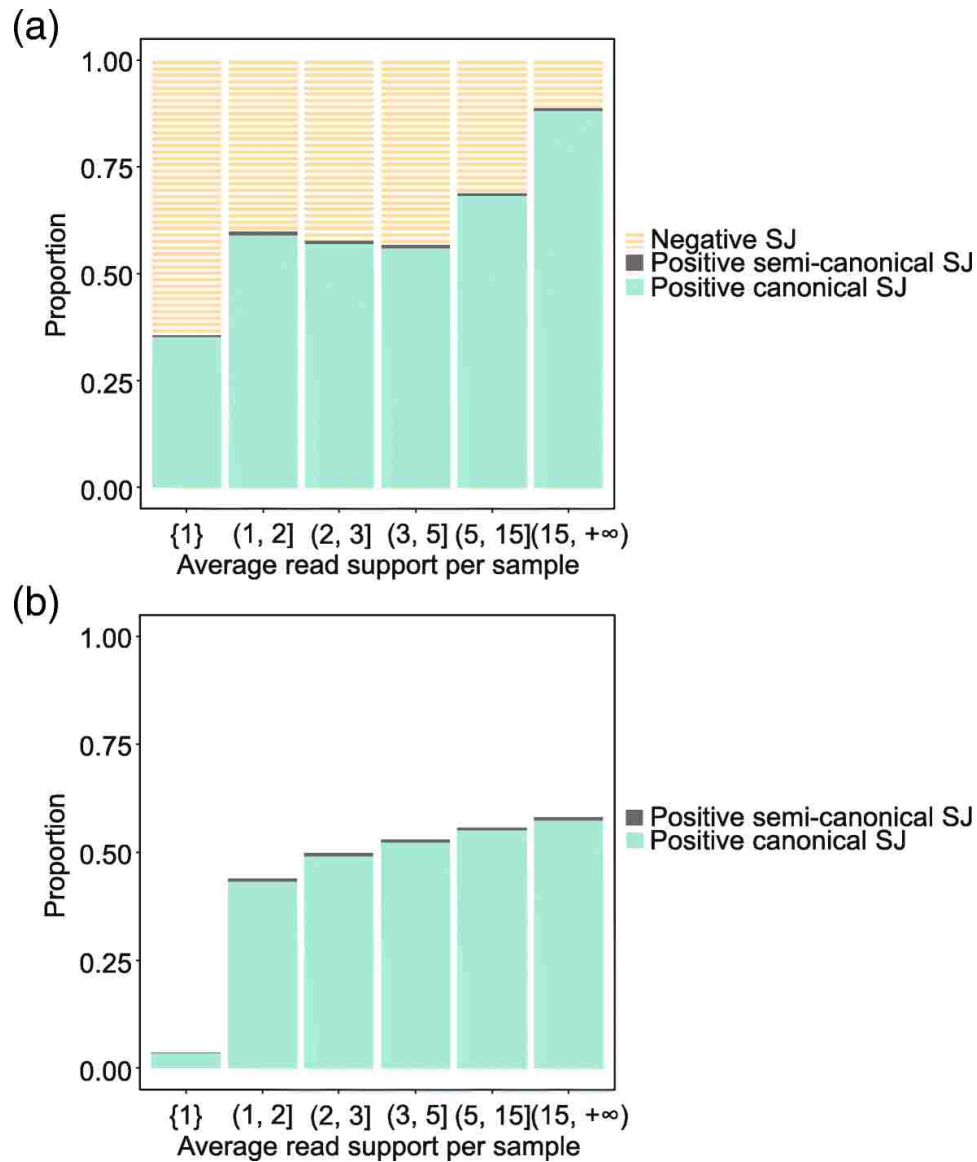 (a)
1.00
0.75
0.50
0.25
0.00
Proportion
{1} (1, 2] (2, 3] (3, 5] (5, 15] (15, +∞)
Average read support per sample
Negative SJ
Positive semi-canonical SJ
Positive canonical SJ
(b)
1.00
0.75
0.50
0.25
0.00
Proportion
{1} (1, 2] (2, 3] (3, 5] (5, 15] (15, +∞)
Average read support per sample
Positive semi-canonical SJ
Positive canonical SJ